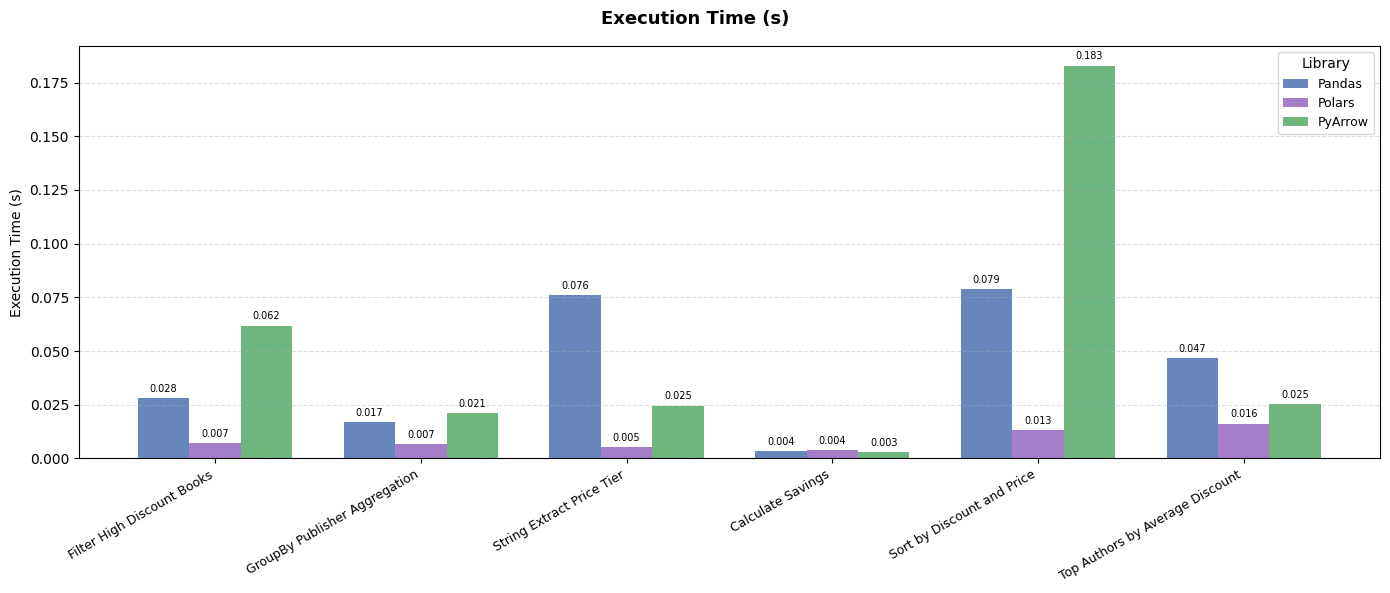 Execution Time (s)
Execution Time (s)
0.175
0.150
0.125
0.100
0.075
0.050
0.025
0.000
Library
Pandas
Polars
PyArrow
0.028
0.007
0.062
0.017
0.007
0.021
0.076
0.005
0.025
0.004
0.004
0.003
0.079
0.013
0.183
0.047
0.016
0.025
Filter High Discount Books
GroupBy Publisher Aggregation
String Extract Price Tier
Calculate Savings
Sort by Discount and Price
Top Authors by Average Discount